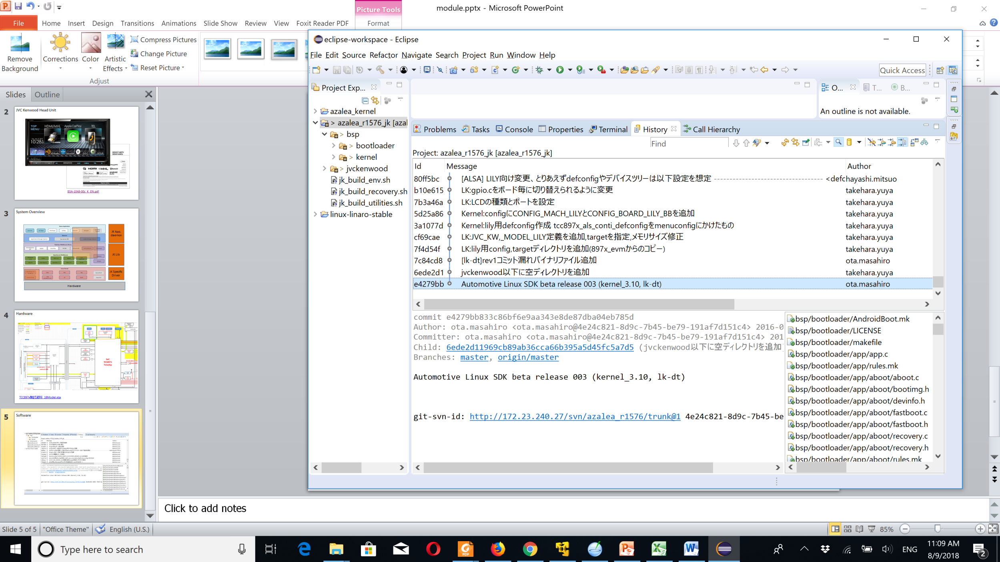 module.pptx - Microsoft PowerPoint
Picture Tools
File Home Insert Design Transitions Animations Slide Show Review View Foxit Reader PDF Format
Remove Background
Corrections
Color
Artistic Effects
Compress Pictures
Change Picture
Reset Picture
Adjust
Slides Outline
2
JVC Kenwood Head Unit
TOP MENU
HDMI/MHL
Apple CarPlay
TEL
10:28
BSA-1048-00c_K_EN.pdf
3
System Overview
JK App, daemon
JK Lib
JK Specific Driver
Hardware
4
Hardware
SoC
TCC8971
Telechip
TCC897x検討資料_18Model.xlsx
5
Software
eclipse-workspace - Eclipse
File Edit Source Refactor Navigate Search Project Run Window Help
Quick Access
Project Exp...
azalea_kernel
> azalea_r1576_jk [azal
> bsp
> bootloader
> kernel
> jvckenwood
jk_build_env.sh
jk_build_recovery.sh
jk_build_utilities.sh
linux-linaro-stable
O... T... B...
An outline is not available.
Problems Tasks Console Properties Terminal History Call Hierarchy
Find
Project: azalea_r1576_jk [azalea_r1576_jk]
Id Message Author
80ff5bc [ALSA] LILY向け変更、とりあえずdefconfigやデバイスツリーは以下設定を想定 ------------------------------------ <defchayashi.mitsuo
b10e615 LK:gpio.cをボード毎に切り替えられるように変更 takehara.yuya
7b3a46a LK:LCDの種類とポートを設定 takehara.yuya
5d25a86 Kernel:configにCONFIG_MACH_LILYとCONFIG_BOARD_LILY_BBを追加 takehara.yuya
3a1077d Kernel:lily用defconfig作成 tcc897x_als_conti_defconfigをmenuconfigにかけたもの takehara.yuya
cf69cae LK:JVC_KW,_MODEL_LILY定義を追加,targetを指定,メモリサイズ修正 takehara.yuya
7f4d54f LK:lily用config,targetディレクトリを追加(897x_evmからのコピー) takehara.yuya
7c84cd8 [lk-dt]rev1コミット漏れバイナリファイル追加 ota.masahiro
6ede2d1 jvckenwood以下に空ディレクトリを追加 takehara.yuya
e4279bb Automotive Linux SDK beta release 003 (kernel_3.10, lk-dt) ota.masahiro
commit e4279bb833c86bf6e9aa343e8de87dba04eb785d
Author: ota.masahiro <ota.masahiro@4e24c821-8d9c-7b45-be79-191af7d151c4> 2016-0
Committer: ota.masahiro <ota.masahiro@4e24c821-8d9c-7b45-be79-191af7d151c4> 201
Child: 6ede2d11969cb89ab36cca66b395a5d45fc5a7d5 (jvckenwood以下に空ディレクトリを追加
Branches: master, origin/master
Automotive Linux SDK beta release 003 (kernel_3.10, lk-dt)
git-svn-id: http://172.23.240.27/svn/azalea_r1576/trunk@1 4e24c821-8d9c-7b45-be
bsp/bootloader/AndroidBoot.mk
bsp/bootloader/LICENSE
bsp/bootloader/makefile
bsp/bootloader/app/app.c
bsp/bootloader/app/rules.mk
bsp/bootloader/app/aboot/aboot.c
bsp/bootloader/app/aboot/bootimg.h
bsp/bootloader/app/aboot/devinfo.h
bsp/bootloader/app/aboot/fastboot.c
bsp/bootloader/app/aboot/fastboot.h
bsp/bootloader/app/aboot/recovery.c
bsp/bootloader/app/aboot/recovery.h
bsp/bootloader/app/aboot/rules.mk
Click to add notes
Slide 5 of 5 "Office Theme" English (U.S.) 85%
Type here to search
ENG
11:09 AM
8/9/2018
2